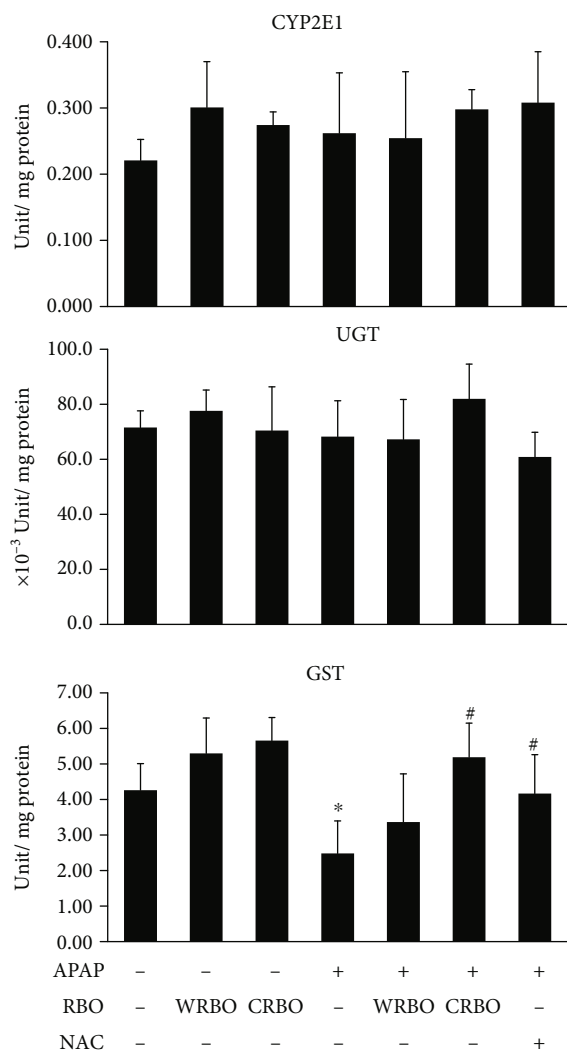 CYP2E1
Unit/ mg protein
0.400
0.300
0.200
0.100
0.000
UGT
×10⁻³ Unit/ mg protein
100.0
80.0
60.0
40.0
20.0
0.0
GST
Unit/ mg protein
7.00
6.00
5.00
4.00
3.00
2.00
1.00
0.00
*
#
#
APAP – – – + + + +
RBO – WRBO CRBO – WRBO CRBO –
NAC – – – – – – +